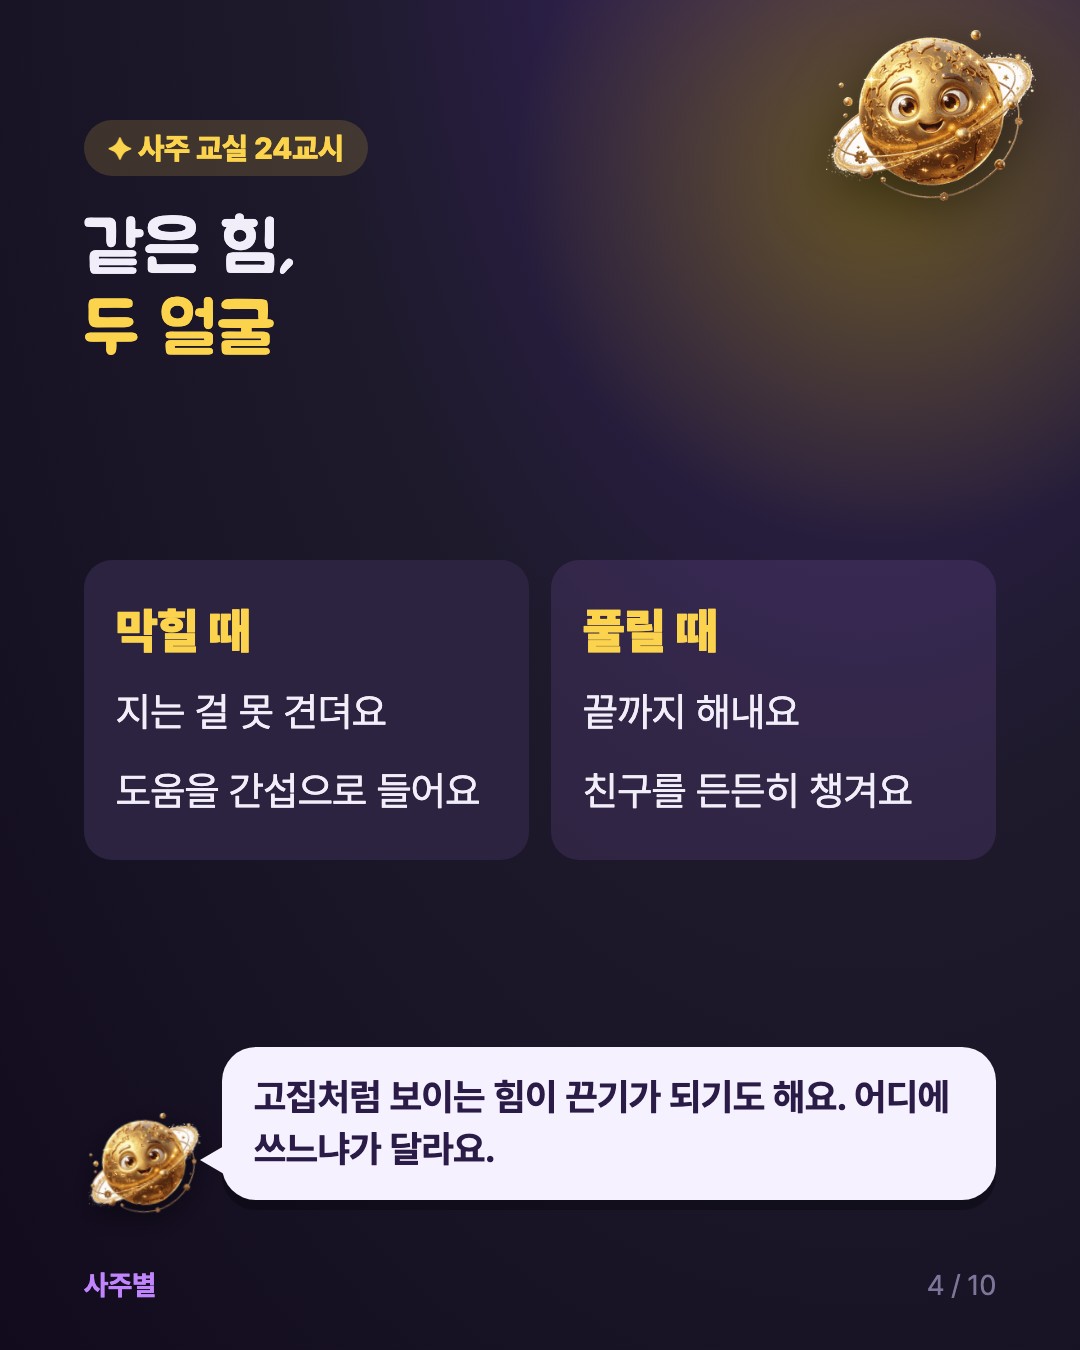 사주 교실 24교시
같은 힘,
두 얼굴
막힐 때
지는 걸 못 견뎌요
도움을 간섭으로 들어요
풀릴 때
끝까지 해내요
친구를 든든히 챙겨요
고집처럼 보이는 힘이 끈기가 되기도 해요. 어디에
쓰느냐가 달라요.
사주별
4 / 10